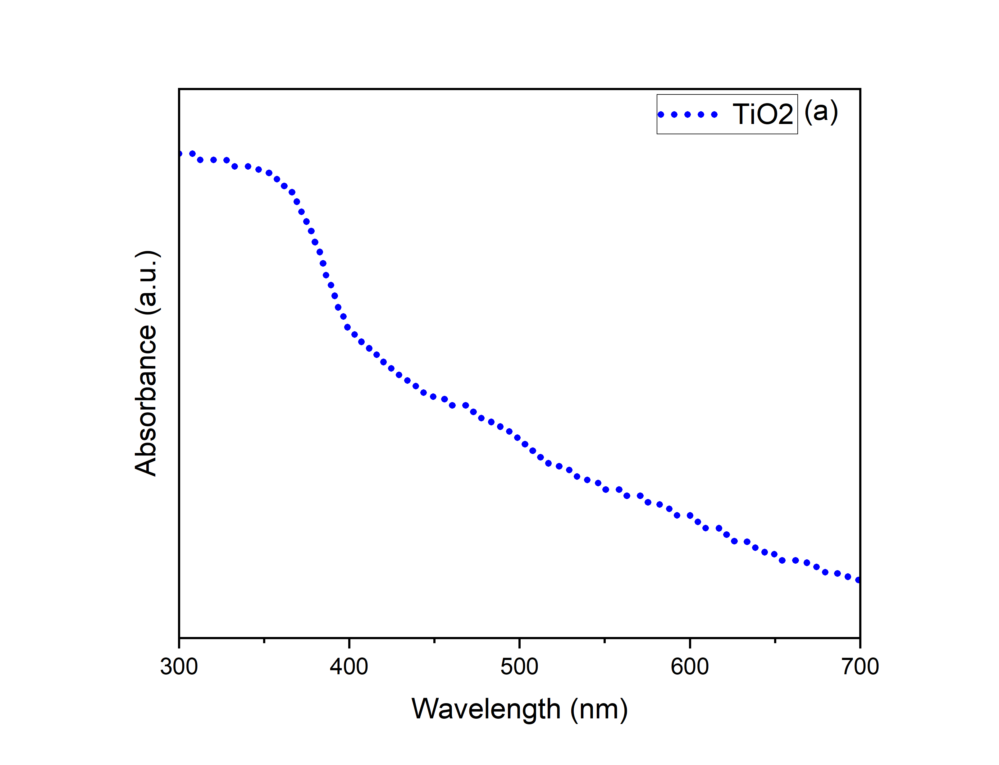 TiO2 (a)
Absorbance (a.u.)
300 400 500 600 700
Wavelength (nm)